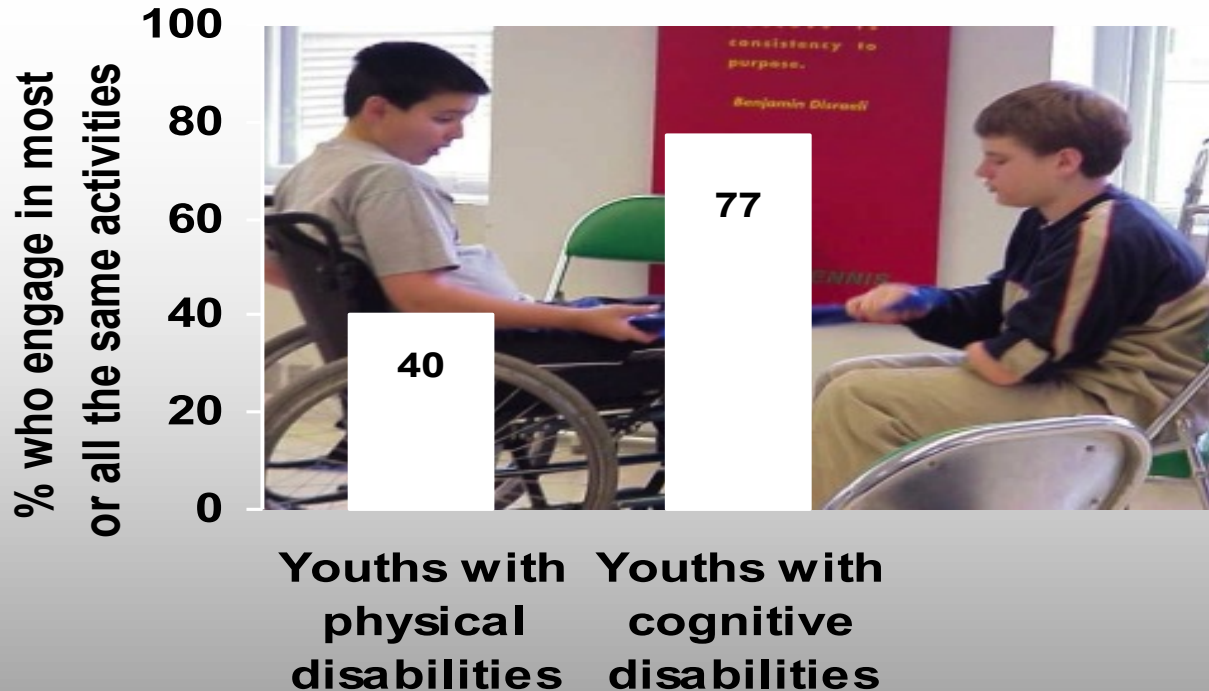 100
80
60
40
20
0
% who engage in most
or all the same activities
consistency to
purpose.
Benjamin Disraeli
77
40
Youths with
physical
disabilities
Youths with
cognitive
disabilities